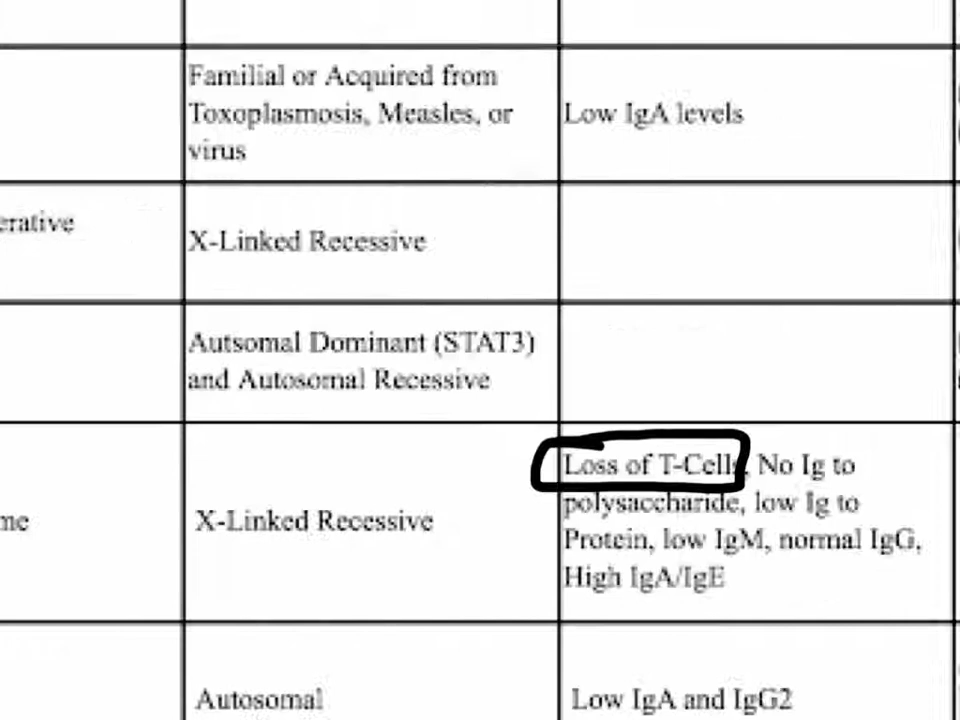 Familial or Acquired from
Toxoplasmosis, Measles, or
virus
Low IgA levels
erative
X-Linked Recessive
Autsomal Dominant (STAT3)
and Autosomal Recessive
me
X-Linked Recessive
Loss of T-Cells, No Ig to
polysaccharide, low Ig to
Protein, low IgM, normal IgG,
High IgA/IgE
Autosomal
Low IgA and IgG2